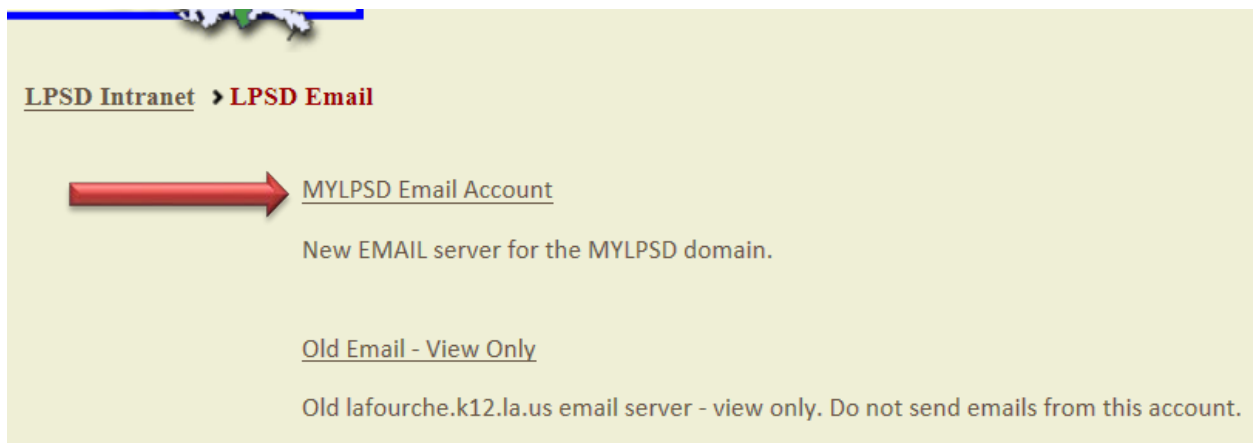 LPSD Intranet > LPSD Email
MYLPSD Email Account
New EMAIL server for the MYLPSD domain.
Old Email - View Only
Old lafourche.k12.la.us email server - view only. Do not send emails from this account.